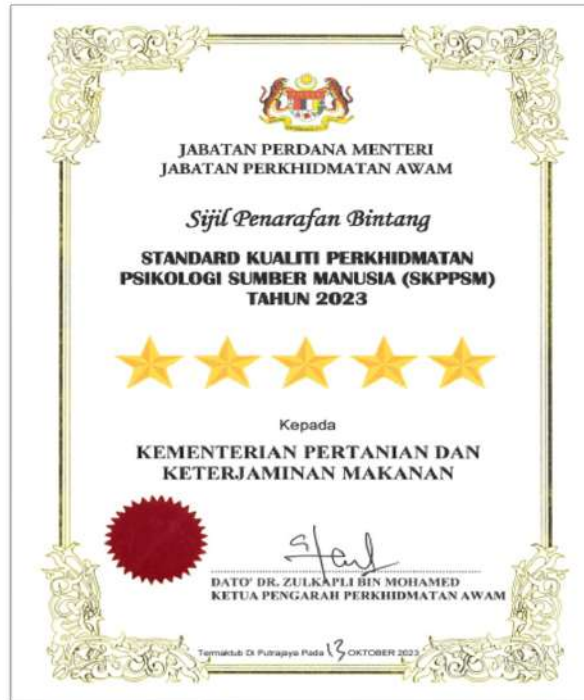 JABATAN PERDANA MENTERI
JABATAN PERKHIDMATAN AWAM
Sijil Penarafan Bintang
STANDARD KUALITI PERKHIDMATAN
PSIKOLOGI SUMBER MANUSIA (SKPPSM)
TAHUN 2023
Kepada
KEMENTERIAN PERTANIAN DAN
KETERJAMINAN MAKANAN
DATO' DR. ZULKAPLI BIN MOHAMED
KETUA PENGARAH PERKHIDMATAN AWAM
Termaktub Di Putrajaya Pada 13 OKTOBER 2023